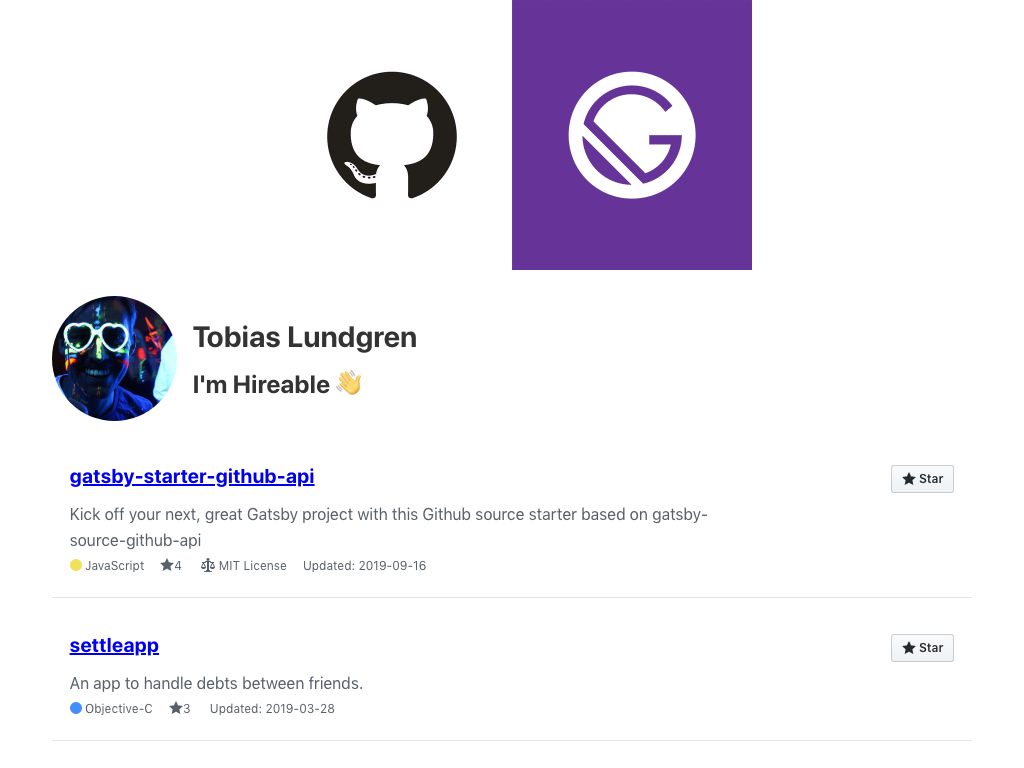 Tobias Lundgren
I'm Hireable 👋
gatsby-starter-github-api
Star
Kick off your next, great Gatsby project with this Github source starter based on gatsby-
source-github-api
JavaScript 4 MIT License Updated: 2019-09-16
settleapp
Star
An app to handle debts between friends.
Objective-C 3 Updated: 2019-03-28